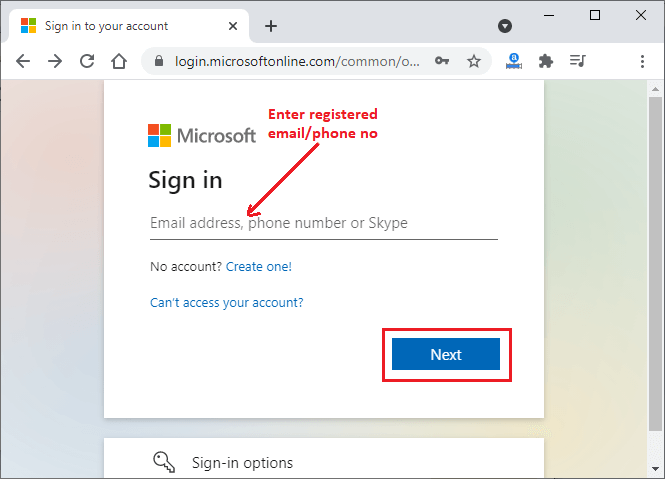 Sign in to your account
login.microsoftonline.com/common/o...
Enter registered
email/phone no
Microsoft
Sign in
Email address, phone number or Skype
No account? Create one!
Can't access your account?
Next
Sign-in options